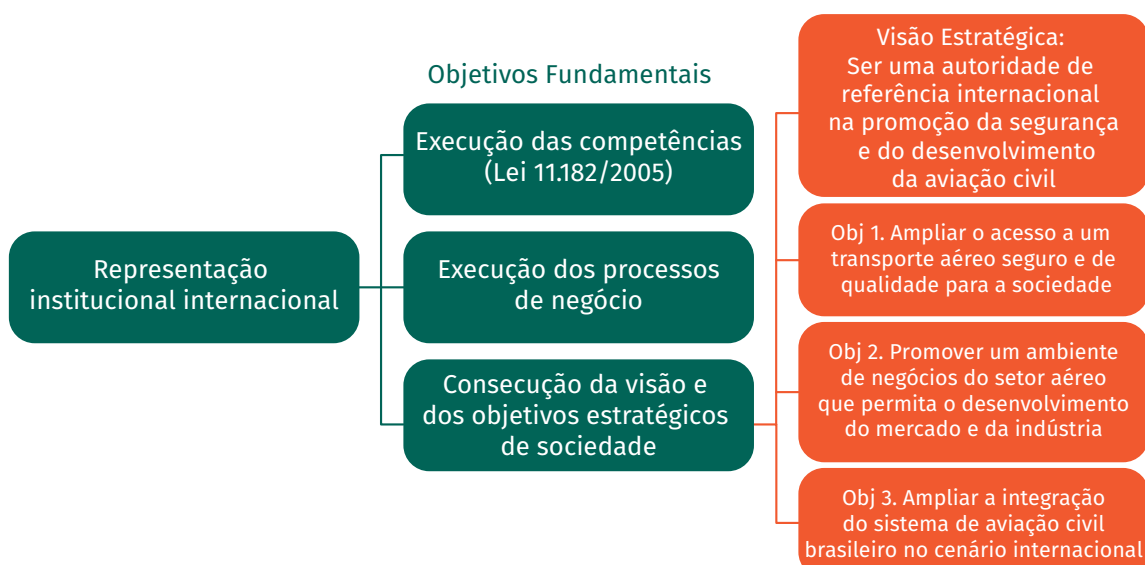 Representação
institucional internacional
Objetivos Fundamentais
Execução das competências
(Lei 11.182/2005)
Execução dos processos
de negócio
Consecução da visão e
dos objetivos estratégicos
de sociedade
Visão Estratégica:
Ser uma autoridade de
referência internacional
na promoção da segurança
e do desenvolvimento
da aviação civil
Obj 1. Ampliar o acesso a um
transporte aéreo seguro e de
qualidade para a sociedade
Obj 2. Promover um ambiente
de negócios do setor aéreo
que permita o desenvolvimento
do mercado e da indústria
Obj 3. Ampliar a integração
do sistema de aviação civil
brasileiro no cenário internacional